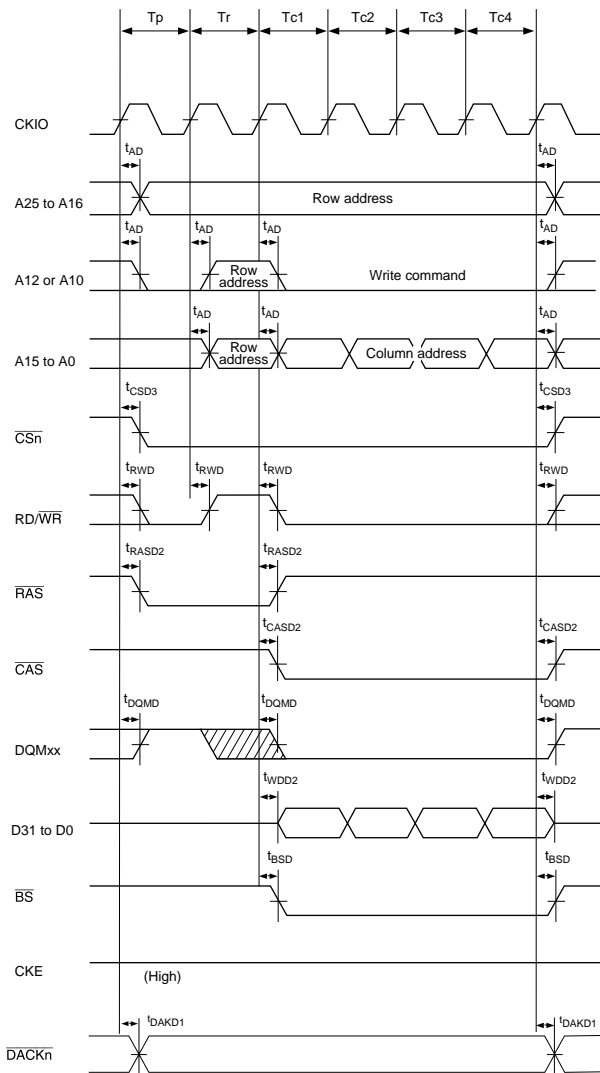 Tp Tr Tc1 Tc2 Tc3 Tc4
CKIO
tAD tAD
A25 to A16 Row address
tAD tAD tAD tAD
A12 or A10 Row address Write command
tAD tAD tAD
A15 to A0 Row address Column address
tCSD3 tCSD3
CSn
tRWD tRWD tRWD tRWD
RD/WR
tRASD2 tRASD2
RAS
tCASD2 tCASD2
CAS
tDQMD tDQMD tDQMD
DQMxx
tWDD2 tWDD2
D31 to D0
tBSD tBSD
BS
CKE
(High)
tDAKD1 tDAKD1
DACKn